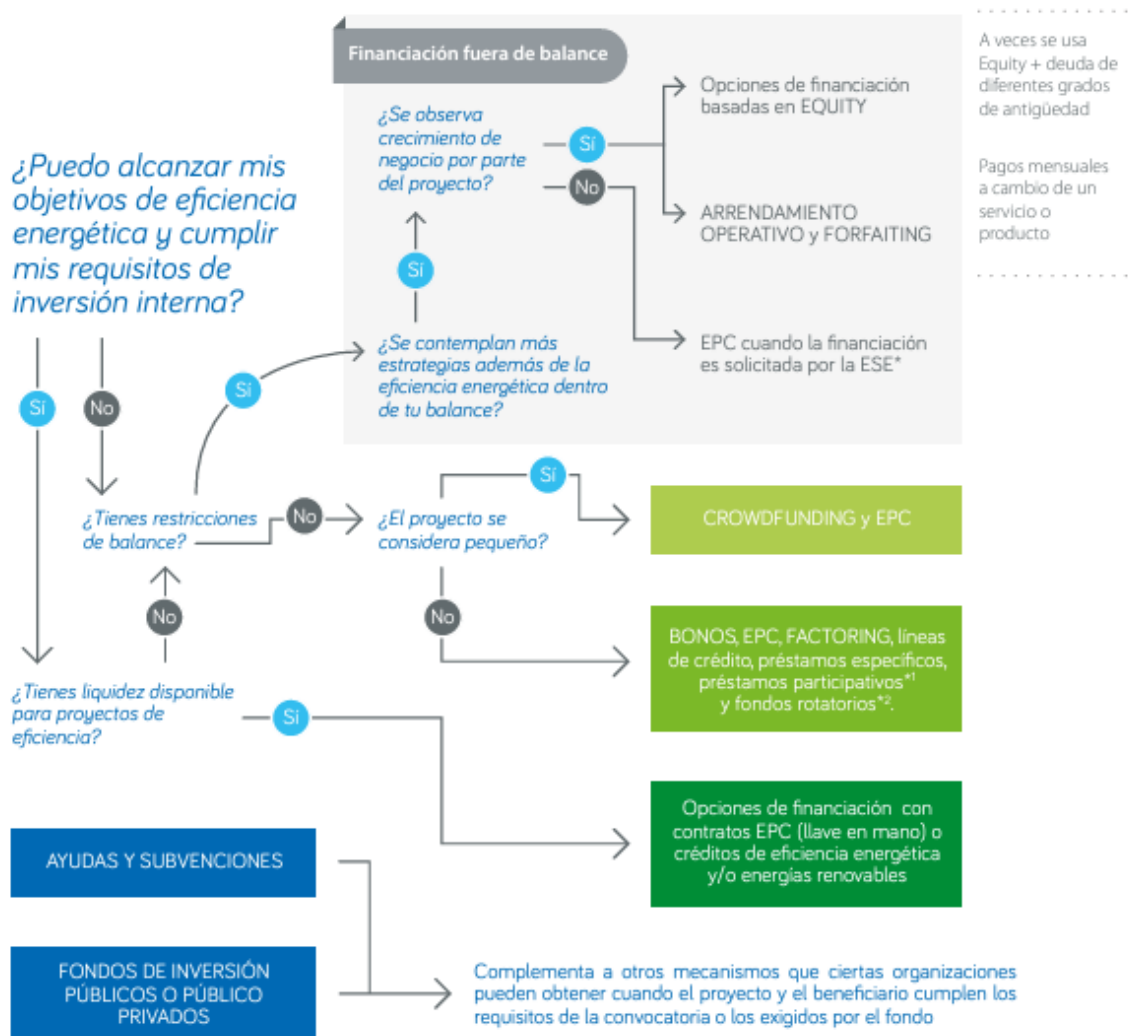 Financiación fuera de balance
A veces se usa
Equity + deuda de
diferentes grados
de antigüedad
Pagos mensuales
a cambio de un
servicio o
producto
¿Se observa
crecimiento de
negocio por parte
del proyecto?
Sí
No
Opciones de financiación
basadas en EQUITY
ARRENDAMIENTO
OPERATIVO y FORFAITING
EPC cuando la financiación
es solicitada por la ESE*
Sí
¿Se contemplan más
estrategias además de la
eficiencia energética dentro
de tu balance?
¿Puedo alcanzar mis
objetivos de eficiencia
energética y cumplir
mis requisitos de
inversión interna?
Sí
No
Sí
¿Tienes restricciones
de balance?
No
¿El proyecto se
considera pequeño?
Sí
CROWDFUNDING y EPC
No
No
BONOS, EPC, FACTORING, líneas
de crédito, préstamos específicos,
préstamos participativos*1
y fondos rotatorios*2.
¿Tienes liquidez disponible
para proyectos de
eficiencia?
Sí
Opciones de financiación con
contratos EPC (llave en mano) o
créditos de eficiencia energética
y/o energías renovables
AYUDAS Y SUBVENCIONES
FONDOS DE INVERSIÓN
PÚBLICOS O PÚBLICO
PRIVADOS
Complementa a otros mecanismos que ciertas organizaciones
pueden obtener cuando el proyecto y el beneficiario cumplen los
requisitos de la convocatoria o los exigidos por el fondo